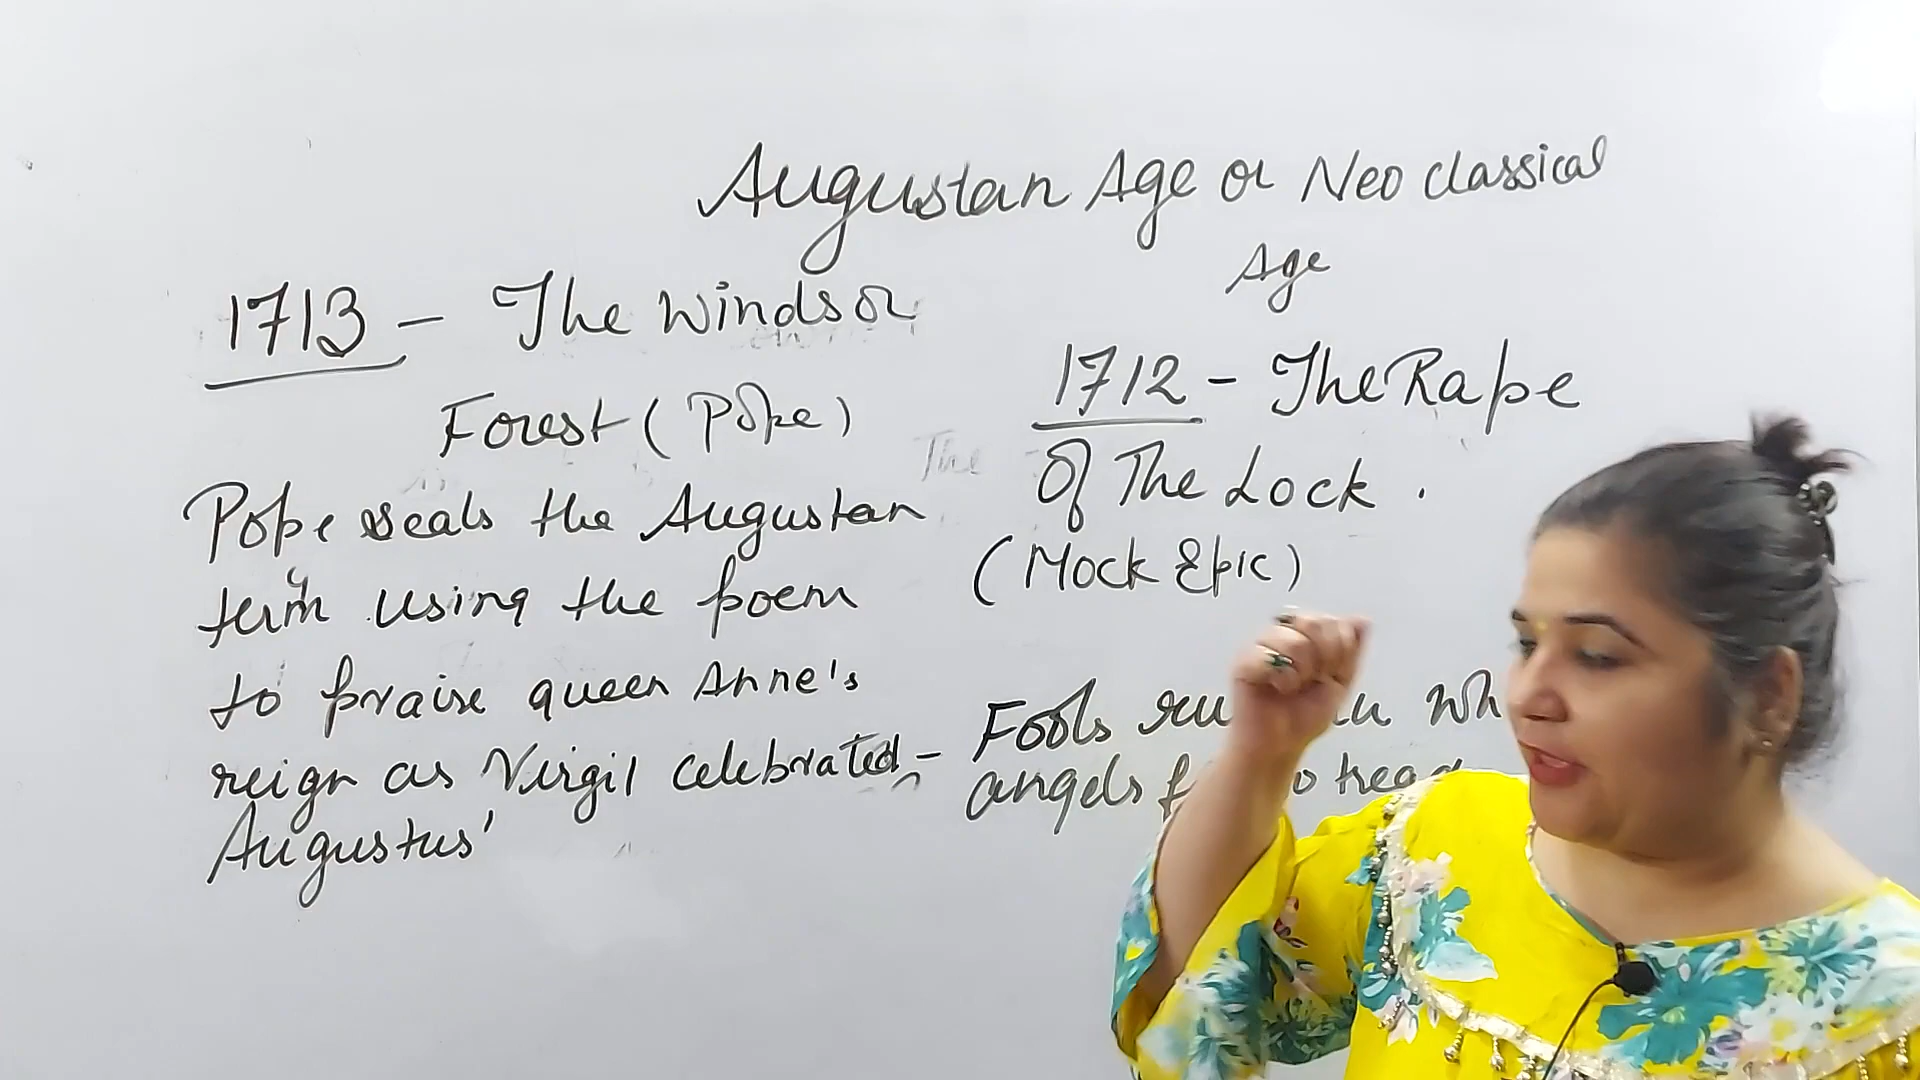 Augustan Age or Neo classical
Age
1713 - The Windsor
Forest (Pope)
Pope seals the Augustan
term using the poem
to praise queen Anne's
reign as Virgil celebrated -
Augustus'
1712 - The Rape
Of The Lock.
(Mock Epic)
The
Fools
angels